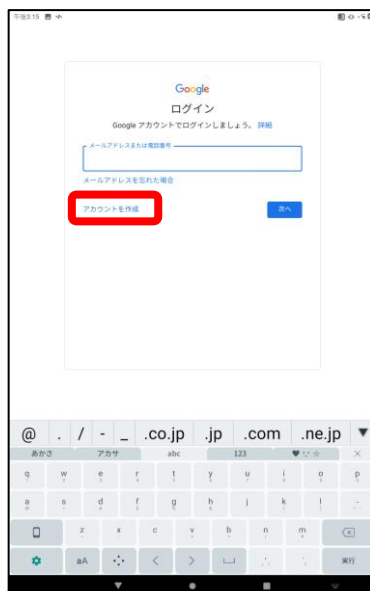 午後3:15
Google
ログイン
Google アカウントでログインしましょう。 詳細
メールアドレスまたは電話番号
メールアドレスを忘れた場合
アカウントを作成
次へ
@ . / - _ .co.jp .jp .com .ne.jp ▼
あかさ アカサ abc 123 ♥
q w e r t y u i o p
a s d f g h j k l
z x c v b n m
aA 実行